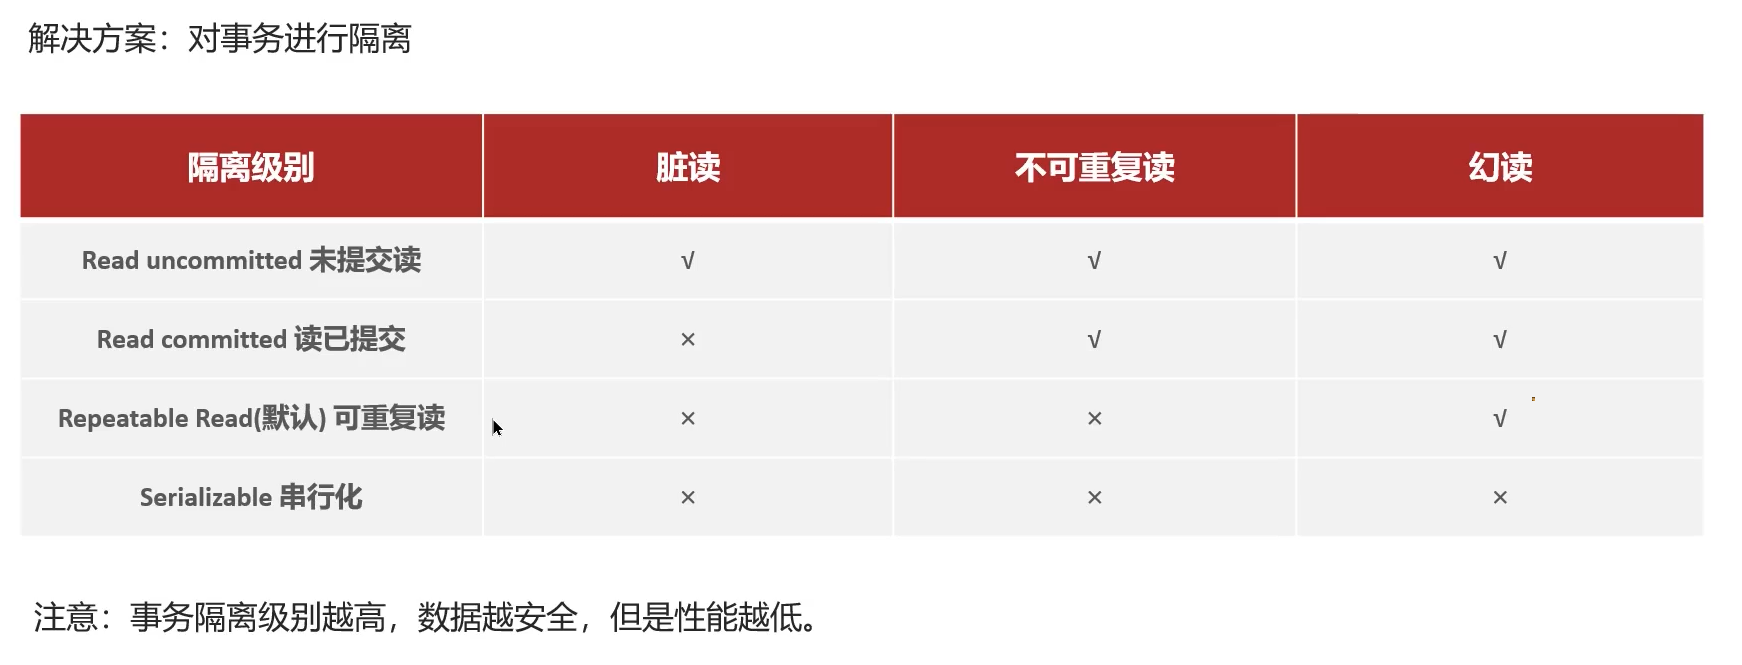 解决方案：对事务进行隔离
隔离级别 脏读 不可重复读 幻读
Read uncommitted 未提交读 √ √ √
Read committed 读已提交 × √ √
Repeatable Read(默认) 可重复读 × × √
Serializable 串行化 × × ×
注意：事务隔离级别越高，数据越安全，但是性能越低。